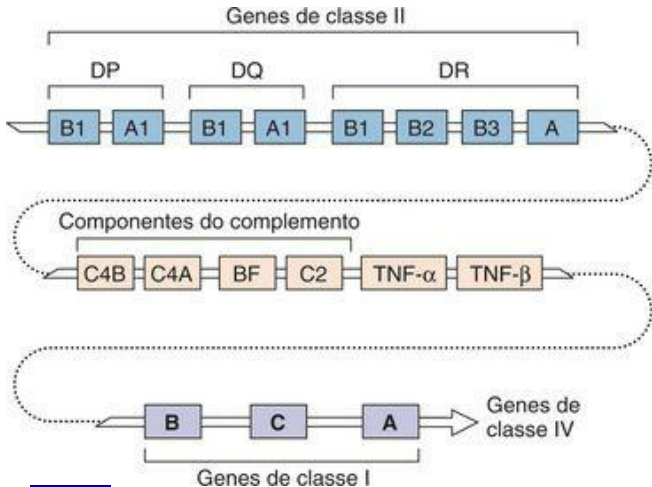 Genes de classe II
DP DQ DR
B1 A1 B1 A1 B1 B2 B3 A
Componentes do complemento
C4B C4A BF C2 TNF-α TNF-β
B C A
Genes de
classe IV
Genes de classe I